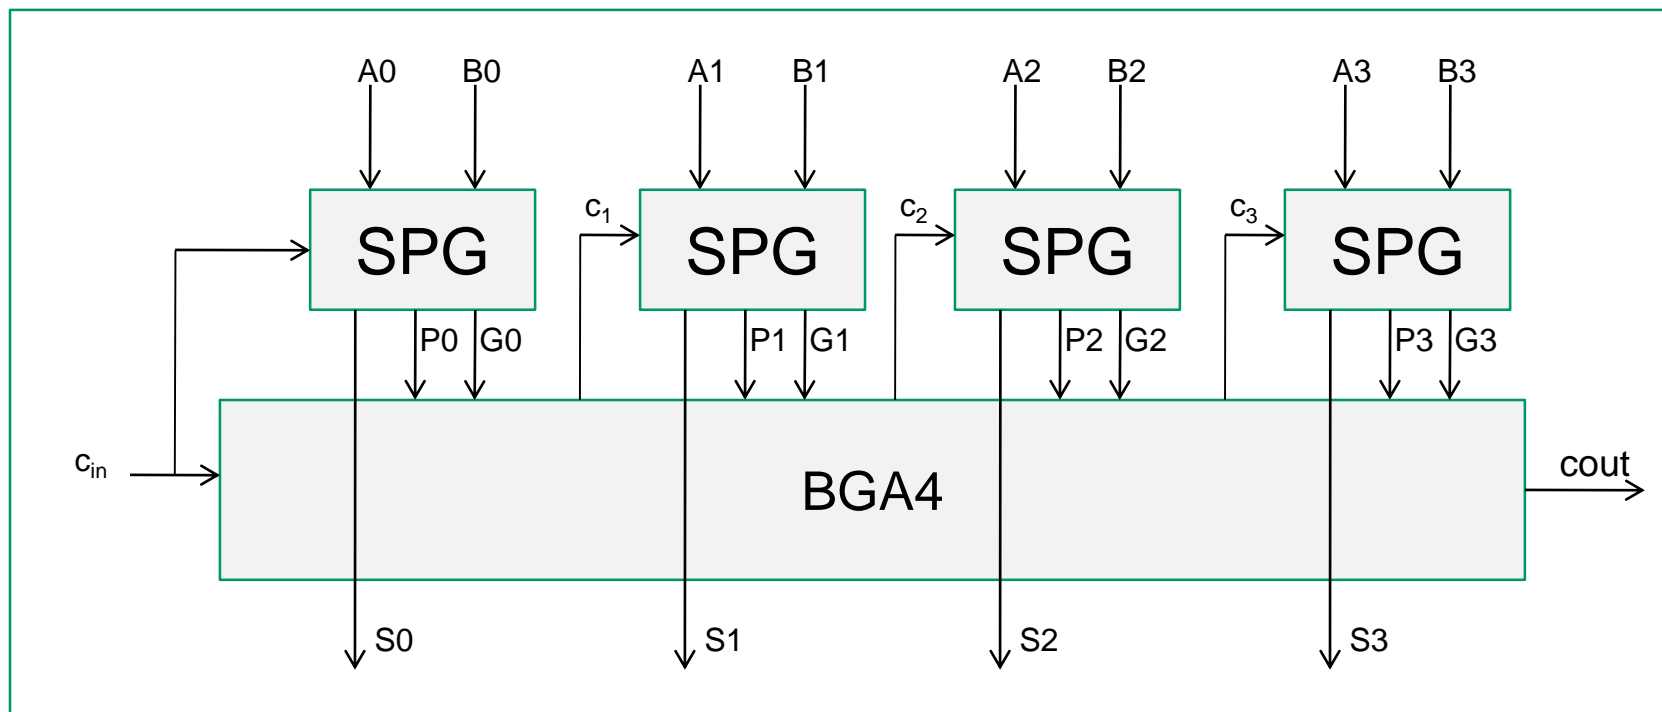 A0 B0 A1 B1 A2 B2 A3 B3
c1 c2 c3
SPG SPG SPG SPG
P0 G0 P1 G1 P2 G2 P3 G3
cin BGA4 cout
S0 S1 S2 S3